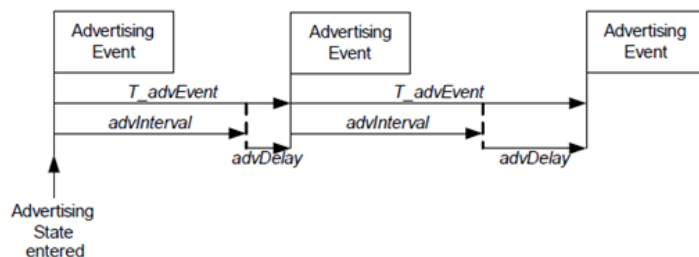 Advertising
Event
Advertising
Event
Advertising
Event
T_advEvent
T_advEvent
advInterval
advInterval
advDelay
advDelay
Advertising
State
entered